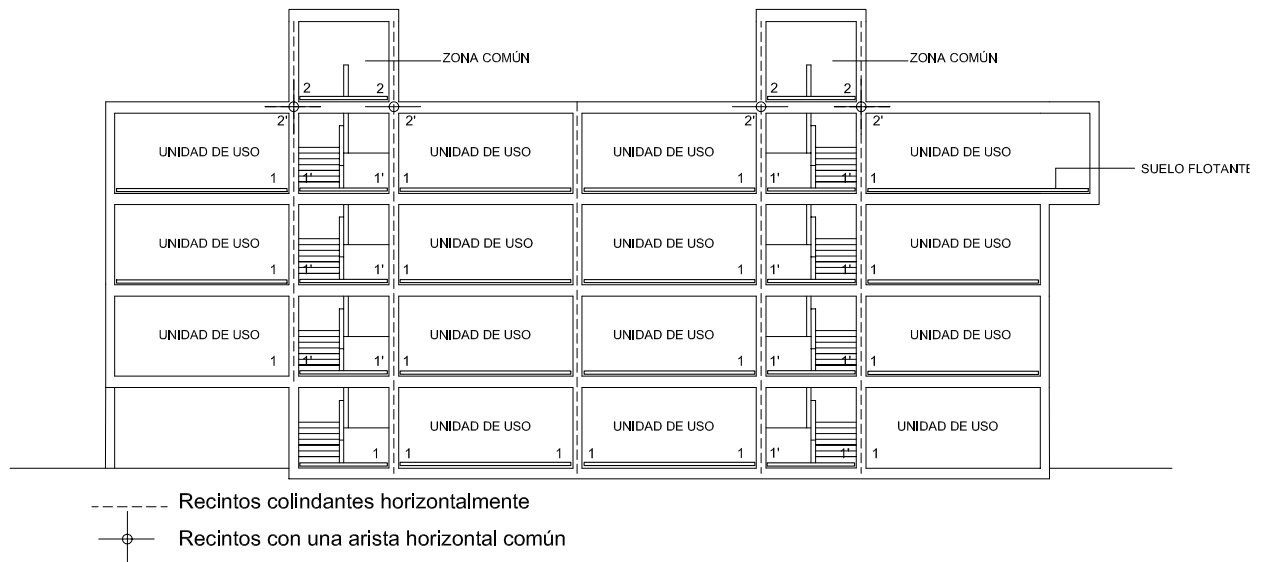 ZONA COMÚN ZONA COMÚN
2 2 2 2
2' 2' 2' 2'
UNIDAD DE USO UNIDAD DE USO UNIDAD DE USO UNIDAD DE USO
SUELO FLOTANTE
1 1' 1' 1 1 1' 1' 1
UNIDAD DE USO UNIDAD DE USO UNIDAD DE USO UNIDAD DE USO
1 1' 1' 1 1 1' 1' 1
UNIDAD DE USO UNIDAD DE USO UNIDAD DE USO UNIDAD DE USO
1 1' 1' 1 1 1' 1' 1
UNIDAD DE USO UNIDAD DE USO UNIDAD DE USO
1 1 1 1 1 1' 1' 1
Recintos colindantes horizontalmente
Recintos con una arista horizontal común